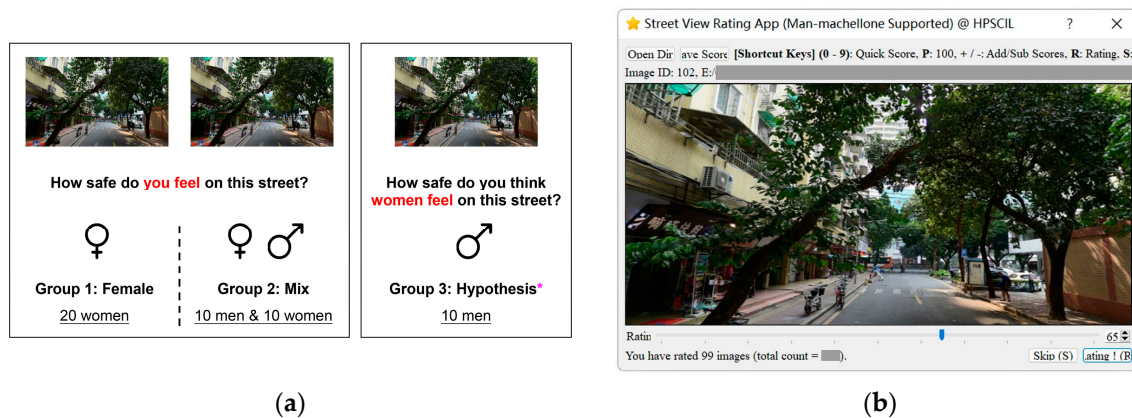 How safe do you feel on this street?
Group 1: Female
20 women
Group 2: Mix
10 men & 10 women
How safe do you think
women feel on this street?
Group 3: Hypothesis*
10 men
(a)
Street View Rating App (Man-machellone Supported) @ HPSCIL ? ×
Open Dir ave Score [Shortcut Keys] (0 - 9): Quick Score, P: 100, + / -: Add/Sub Scores, R: Rating, S:
Image ID: 102, E:/
Ratin 65
You have rated 99 images (total count = ). Skip (S) ating ! (R
(b)